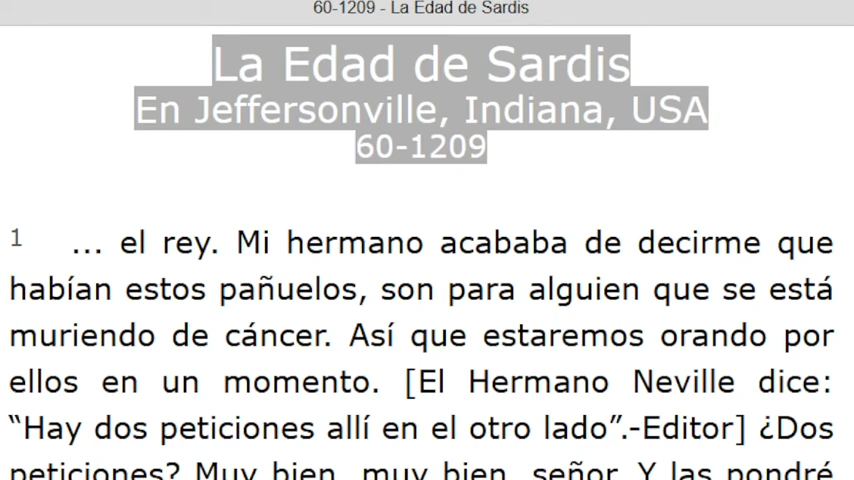 60-1209 - La Edad de Sardis
La Edad de Sardis
En Jeffersonville, Indiana, USA
60-1209
1 ... el rey. Mi hermano acababa de decirme que
habían estos pañuelos, son para alguien que se está
muriendo de cáncer. Así que estaremos orando por
ellos en un momento. [El Hermano Neville dice:
“Hay dos peticiones allí en el otro lado”.-Editor] ¿Dos
peticiones? Muy bien, muy bien, señor. Y las pondré